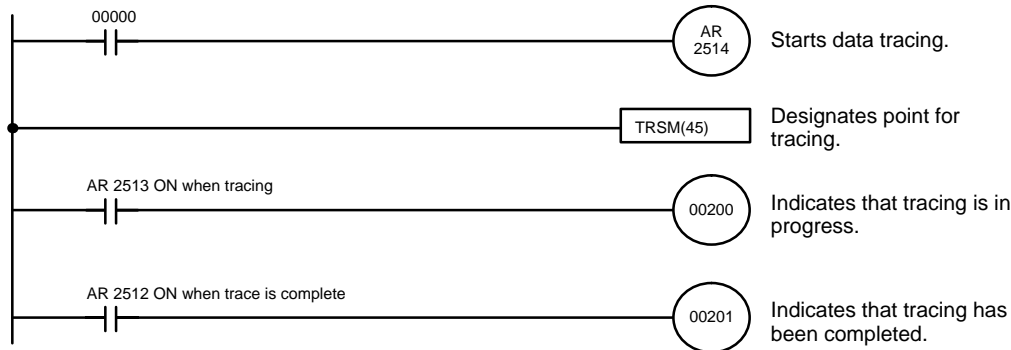 00000
AR
2514
Starts data tracing.
TRSM(45)
Designates point for
tracing.
AR 2513 ON when tracing
00200
Indicates that tracing is in
progress.
AR 2512 ON when trace is complete
00201
Indicates that tracing has
been completed.